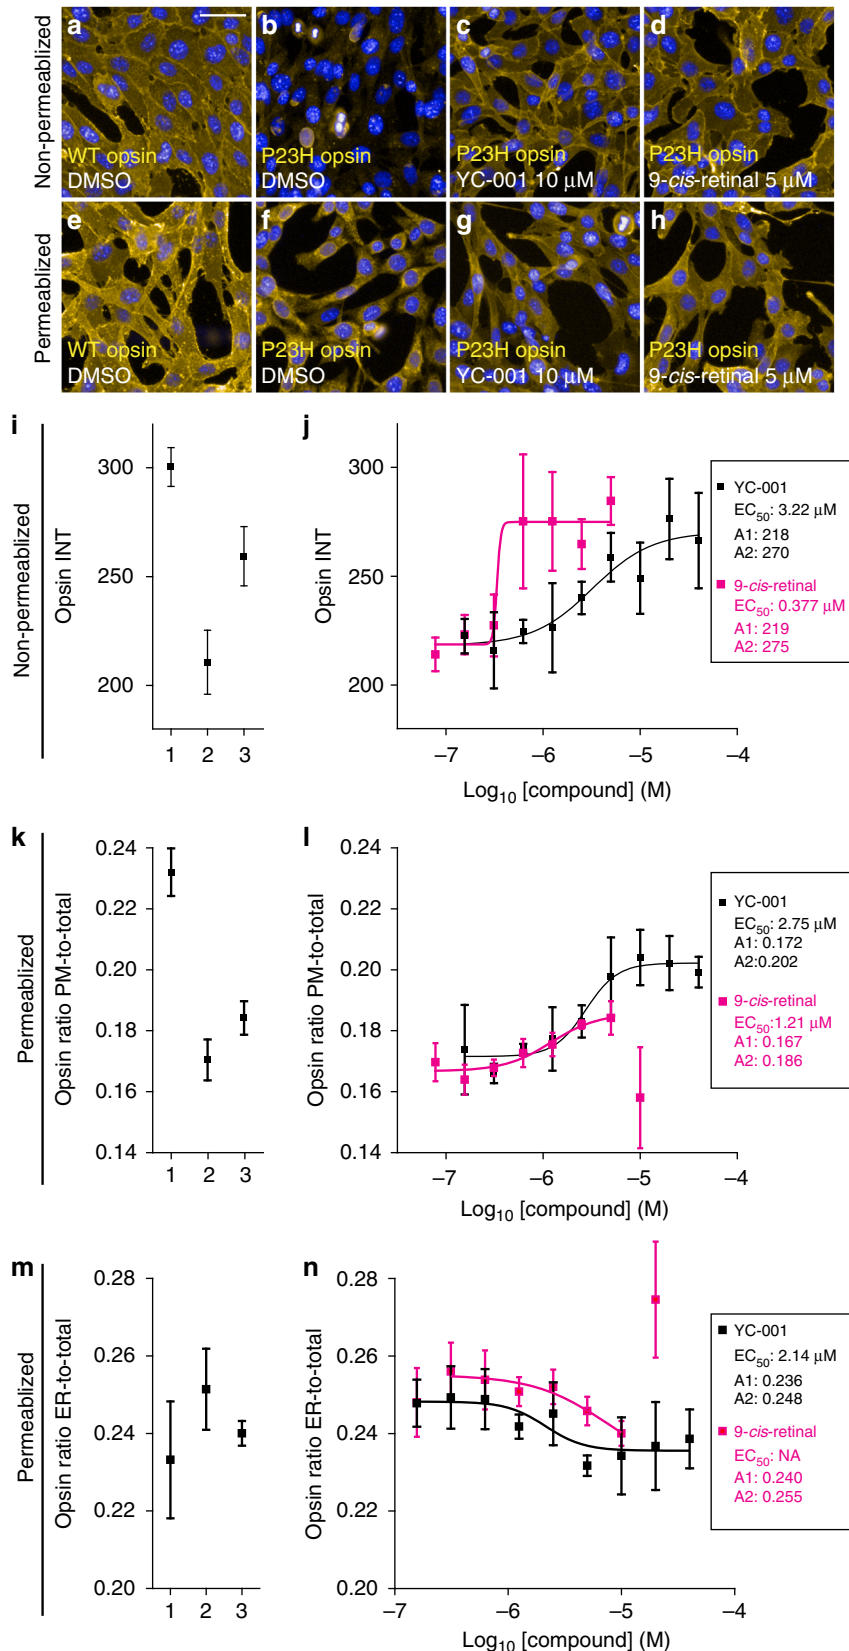 Non-permeablized
a
WT opsin
DMSO
b
P23H opsin
DMSO
c
P23H opsin
YC-001 10 μM
d
P23H opsin
9-cis-retinal 5 μM
Permeablized
e
WT opsin
DMSO
f
P23H opsin
DMSO
g
P23H opsin
YC-001 10 μM
h
P23H opsin
9-cis-retinal 5 μM
Non-permeablized
i
Opsin INT
300
250
200
1 2 3
j
Opsin INT
300
250
200
–7 –6 –5 –4
Log10 [compound] (M)
YC-001
EC50: 3.22 μM
A1: 218
A2: 270
9-cis-retinal
EC50: 0.377 μM
A1: 219
A2: 275
Permeablized
k
Opsin ratio PM-to-total
0.24
0.22
0.20
0.18
0.16
0.14
1 2 3
l
Opsin ratio PM-to-total
0.24
0.22
0.20
0.18
0.16
0.14
–7 –6 –5 –4
Log10 [compound] (M)
YC-001
EC50: 2.75 μM
A1: 0.172
A2:0.202
9-cis-retinal
EC50:1.21 μM
A1: 0.167
A2: 0.186
Permeablized
m
Opsin ratio ER-to-total
0.28
0.26
0.24
0.22
0.20
1 2 3
n
Opsin ratio ER-to-total
0.28
0.26
0.24
0.22
0.20
–7 –6 –5 –4
Log10 [compound] (M)
YC-001
EC50: 2.14 μM
A1: 0.236
A2: 0.248
9-cis-retinal
EC50: NA
A1: 0.240
A2: 0.255